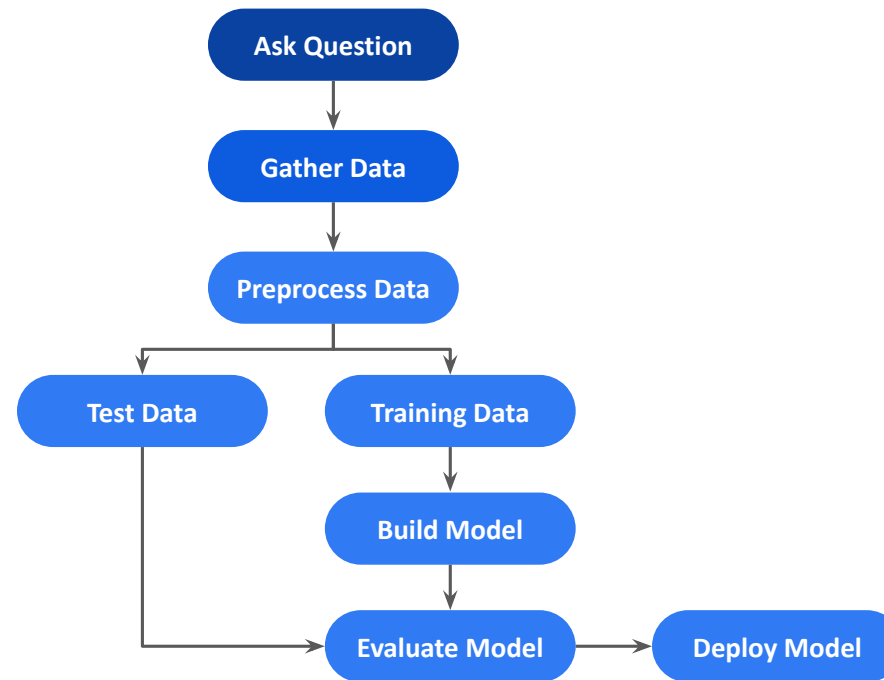 Ask Question
Gather Data
Preprocess Data
Test Data
Training Data
Build Model
Evaluate Model
Deploy Model